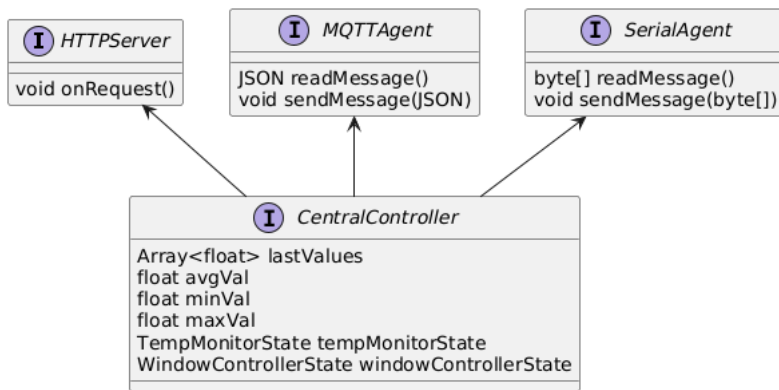 I HTTPServer
void onRequest()
I MQTTAgent
JSON readMessage()
void sendMessage(JSON)
I SerialAgent
byte[] readMessage()
void sendMessage(byte[])
I CentralController
Array<float> lastValues
float avgVal
float minVal
float maxVal
TempMonitorState tempMonitorState
WindowControllerState windowControllerState